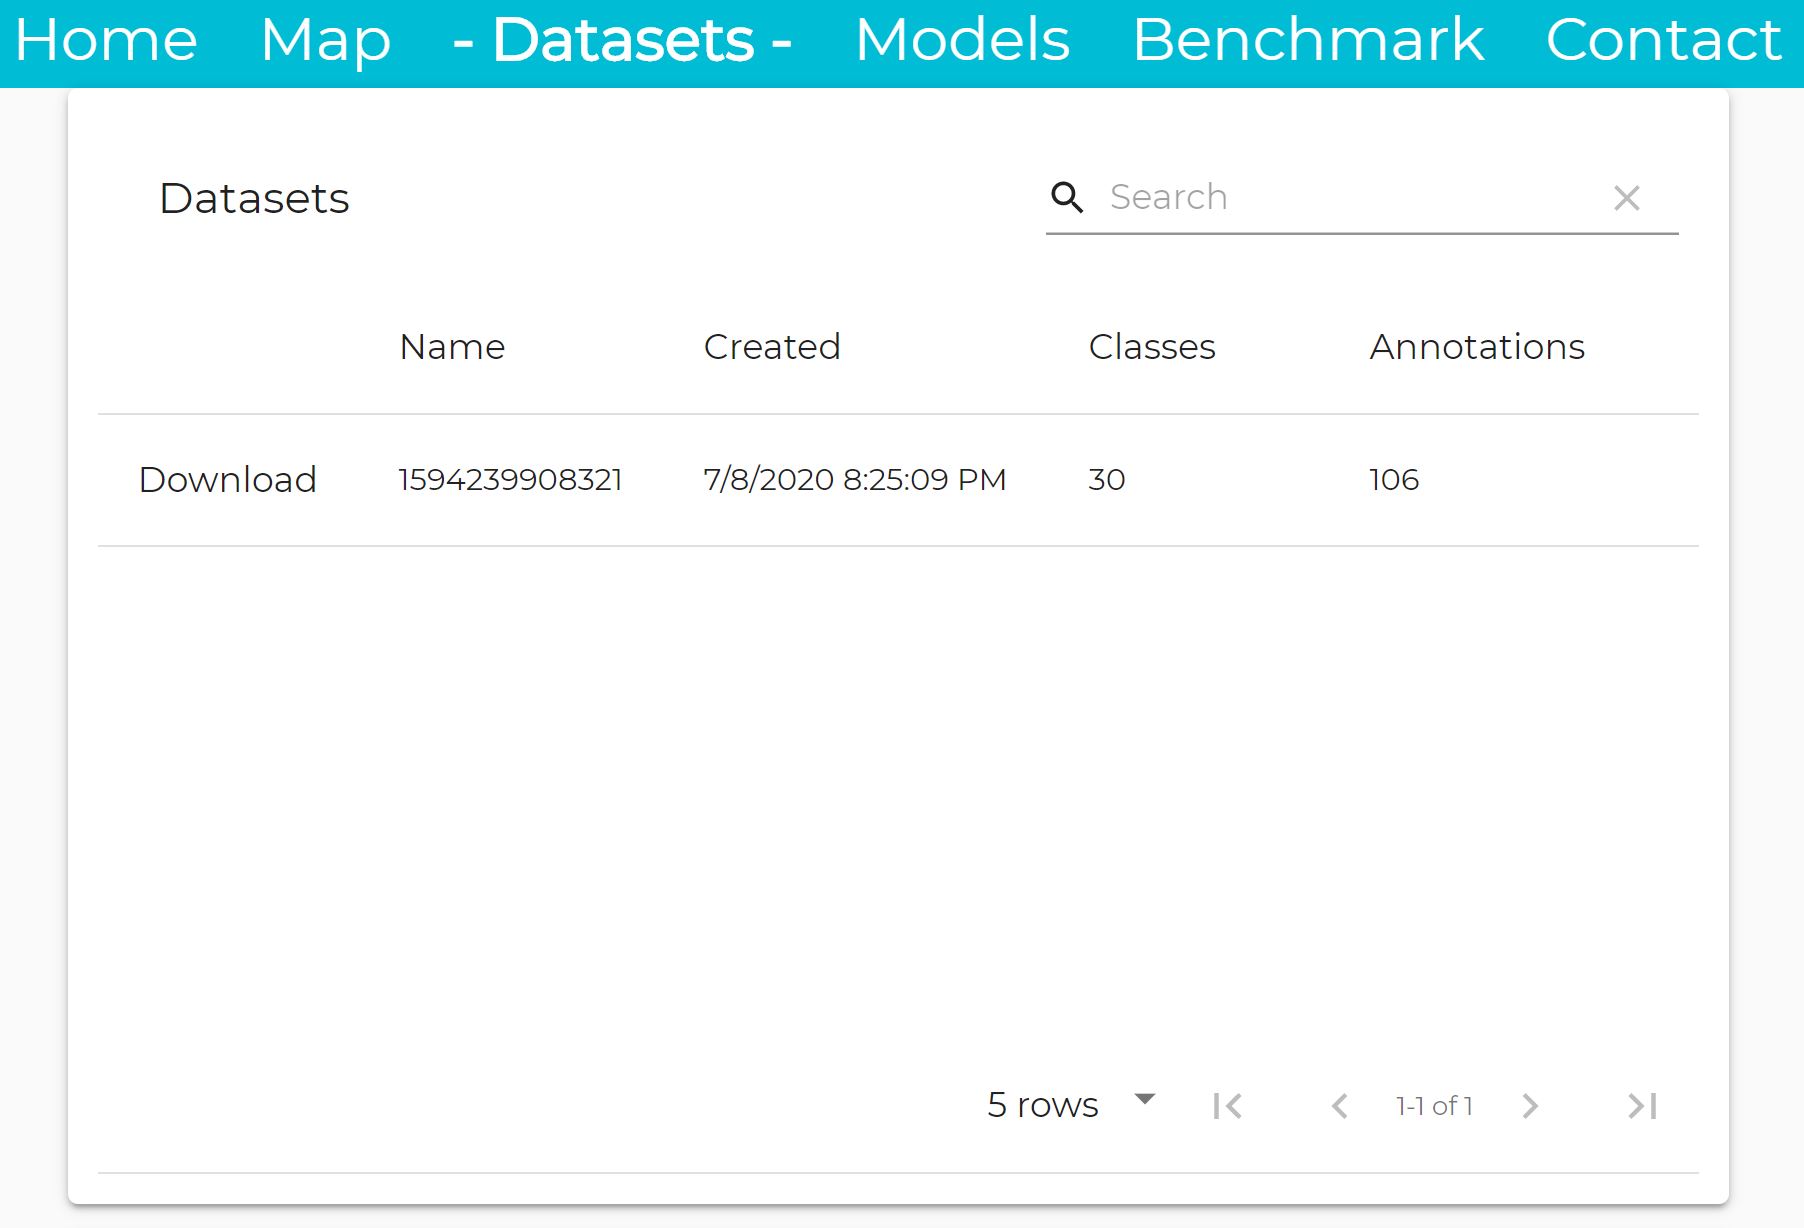 Home Map - Datasets - Models Benchmark Contact
Datasets Search
Name Created Classes Annotations
Download 1594239908321 7/8/2020 8:25:09 PM 30 106
5 rows 1-1 of 1